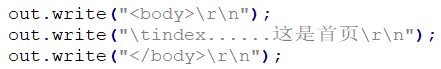 out.write("<body>\r\n");
out.write("\tindex......这是首页\r\n");
out.write("</body>\r\n");